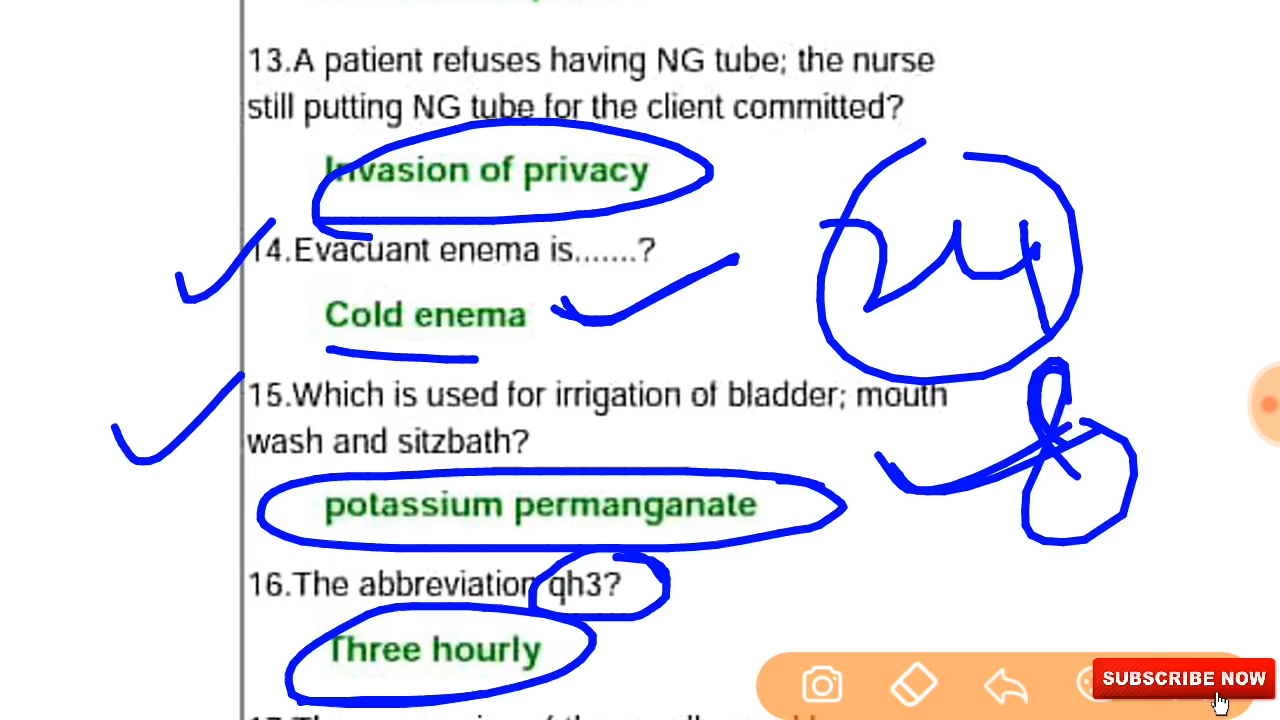 13.A patient refuses having NG tube; the nurse
still putting NG tube for the client committed?
Invasion of privacy
14.Evacuant enema is.......?
Cold enema
15.Which is used for irrigation of bladder; mouth
wash and sitzbath?
potassium permanganate
16.The abbreviation qh3?
Three hourly
SUBSCRIBE NOW